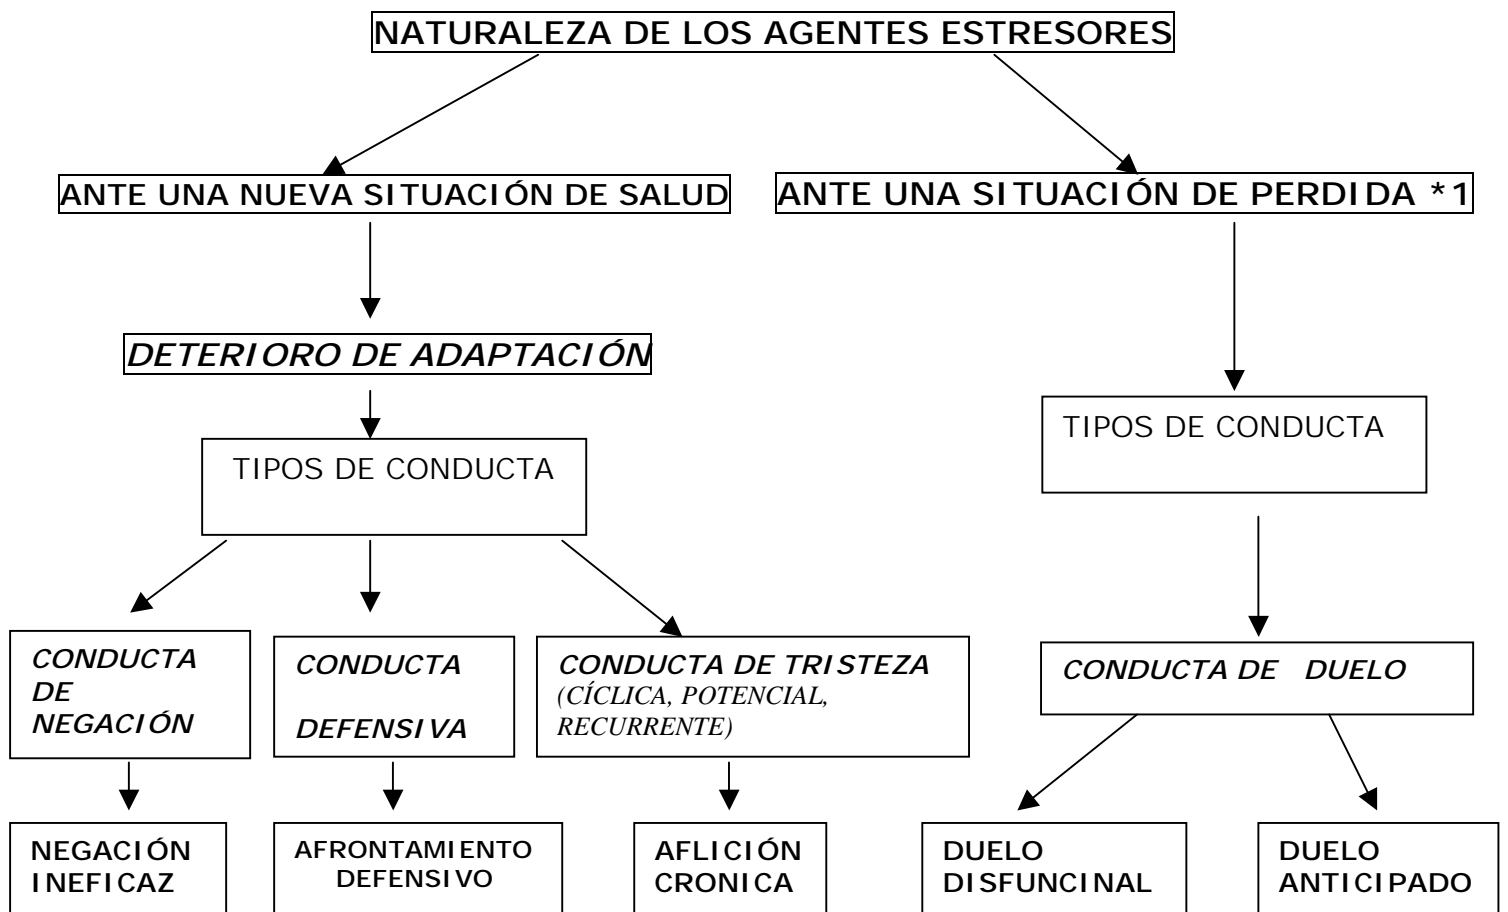 NATURALEZA DE LOS AGENTES ESTRESORES
ANTE UNA NUEVA SITUACIÓN DE SALUD
ANTE UNA SITUACIÓN DE PERDIDA *1
DETERIORO DE ADAPTACIÓN
TIPOS DE CONDUCTA
TIPOS DE CONDUCTA
CONDUCTA
DE
NEGACIÓN
CONDUCTA
DEFENSIVA
CONDUCTA DE TRISTEZA
(CÍCLICA, POTENCIAL,
RECURRENTE)
CONDUCTA DE DUELO
NEGACIÓN
INEFICAZ
AFRONTAMIENTO
DEFENSIVO
AFLICIÓN
CRONICA
DUELO
DISFUNCINAL
DUELO
ANTICIPADO